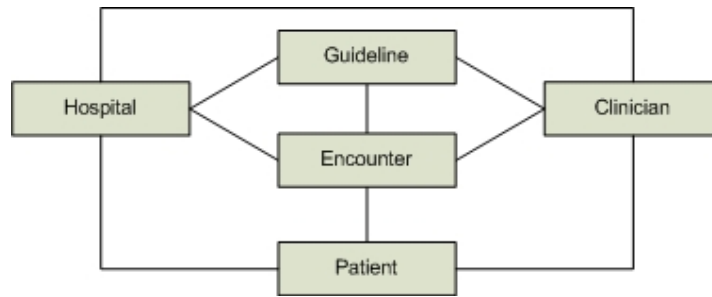 Guideline
Hospital
Clinician
Encounter
Patient